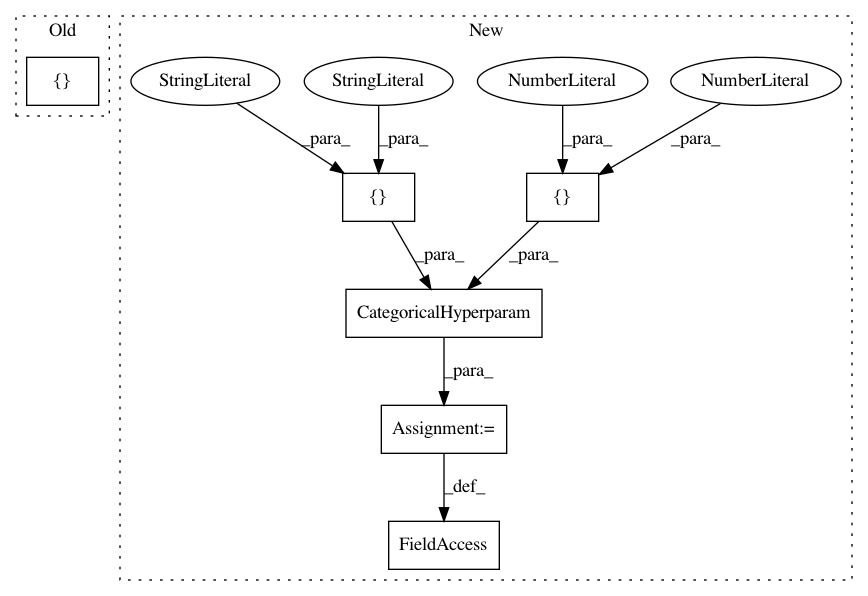 Old
New
{}
StringLiteral
StringLiteral
NumberLiteral
NumberLiteral
_para_
_para_
_para_
_para_
{}
{}
_para_
_para_
CategoricalHyperparam
_para_
Assignment:=
_def_
FieldAccess